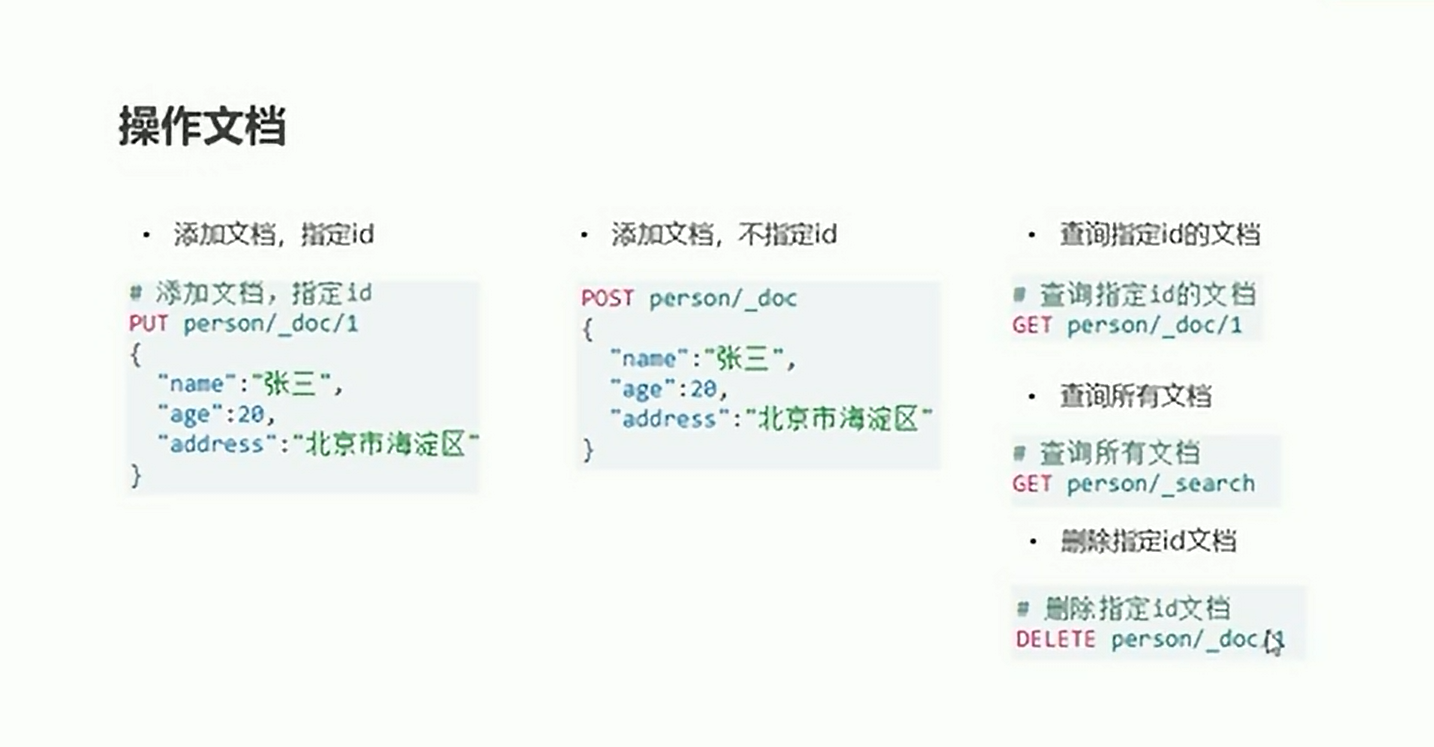 操作文档
• 添加文档，指定id
# 添加文档，指定id
PUT person/_doc/1
{
"name":"张三",
"age":20,
"address":"北京市海淀区"
}
• 添加文档，不指定id
POST person/_doc
{
"name":"张三",
"age":20,
"address":"北京市海淀区"
}
• 查询指定id的文档
# 查询指定id的文档
GET person/_doc/1
• 查询所有文档
# 查询所有文档
GET person/_search
• 删除指定id文档
# 删除指定id文档
DELETE person/_doc/1